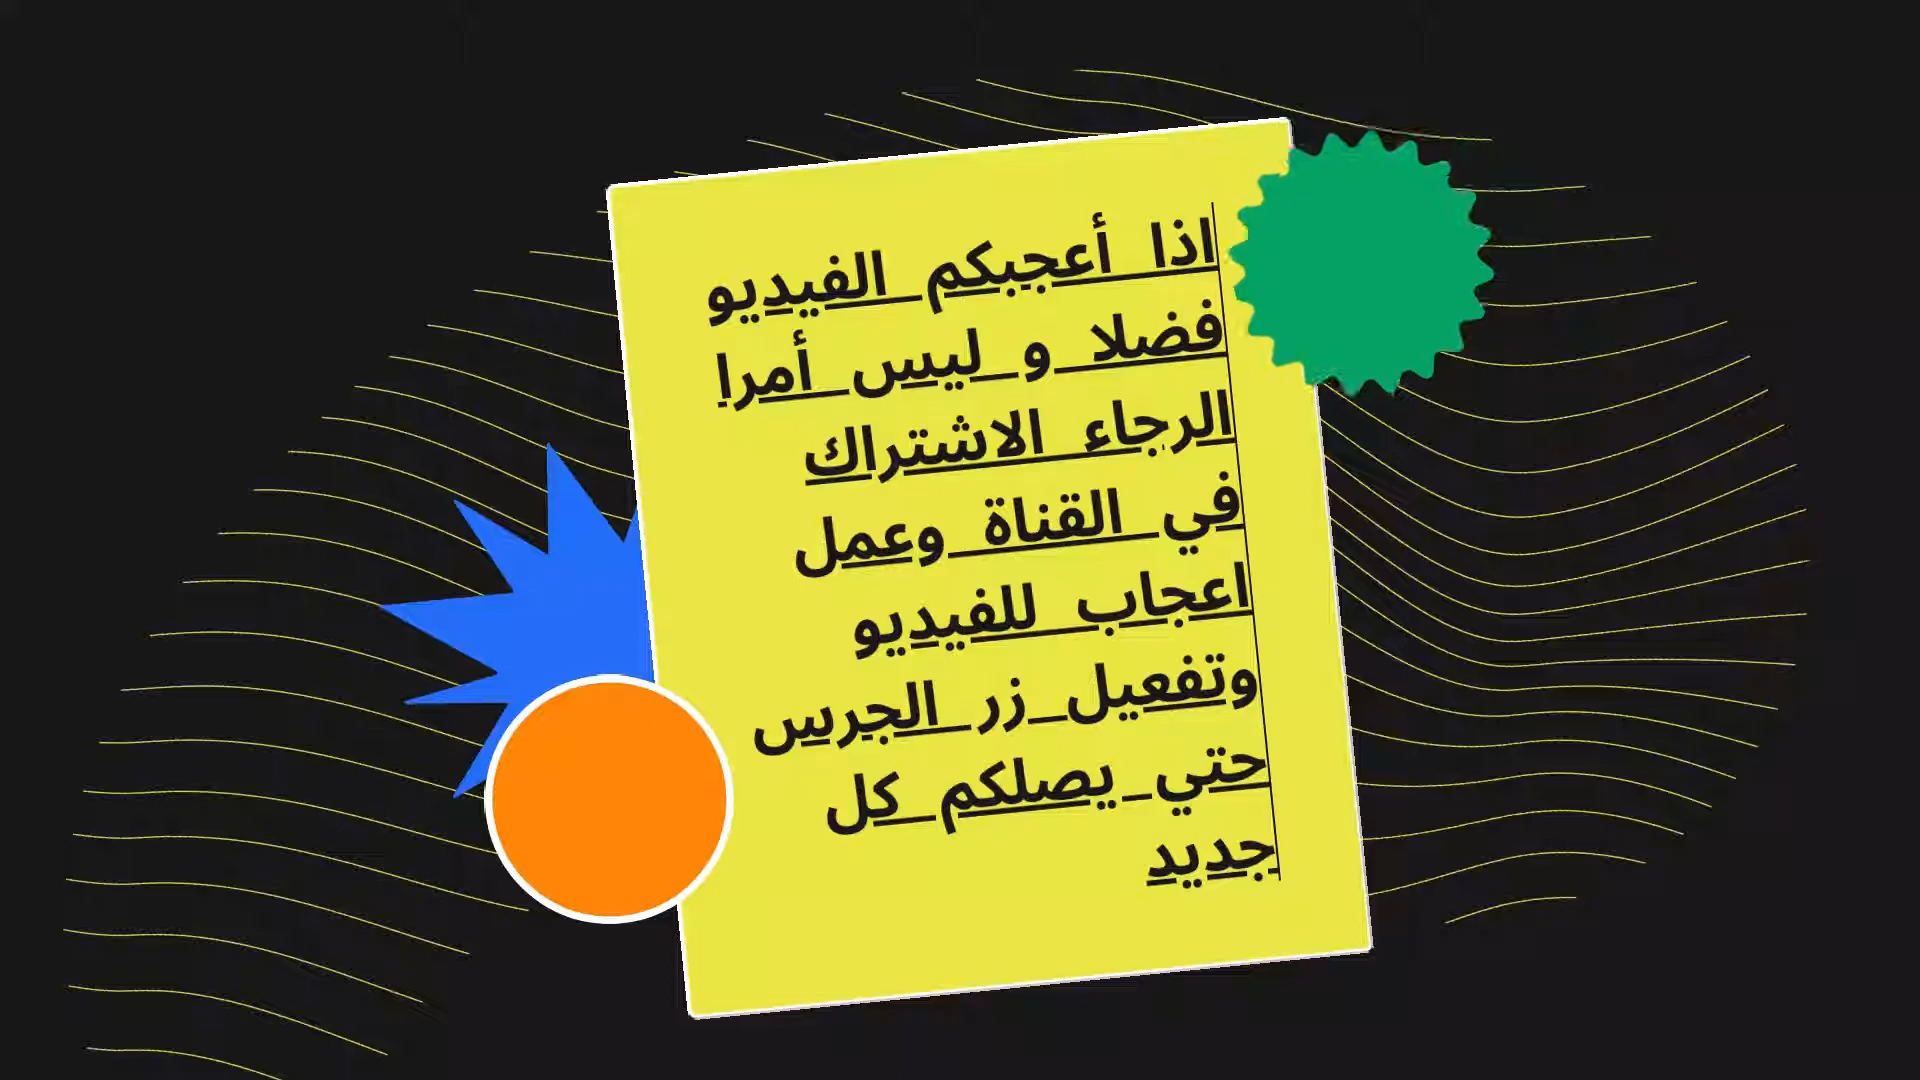 اذا أعجبكم الفيديو
فضلا و ليس أمرا
الرجاء الاشتراك
في القناة وعمل
اعجاب للفيديو
وتفعيل زر الجرس
حتي يصلكم كل
جديد